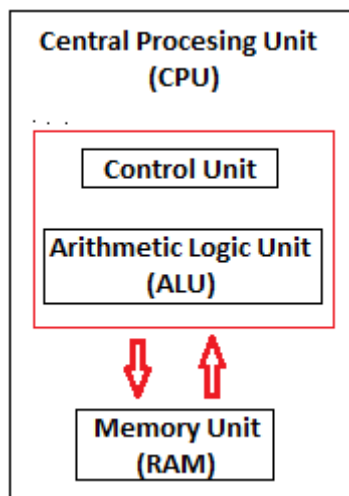 Central Procesing Unit
(CPU)
. . .
Control Unit
Arithmetic Logic Unit
(ALU)
Memory Unit
(RAM)